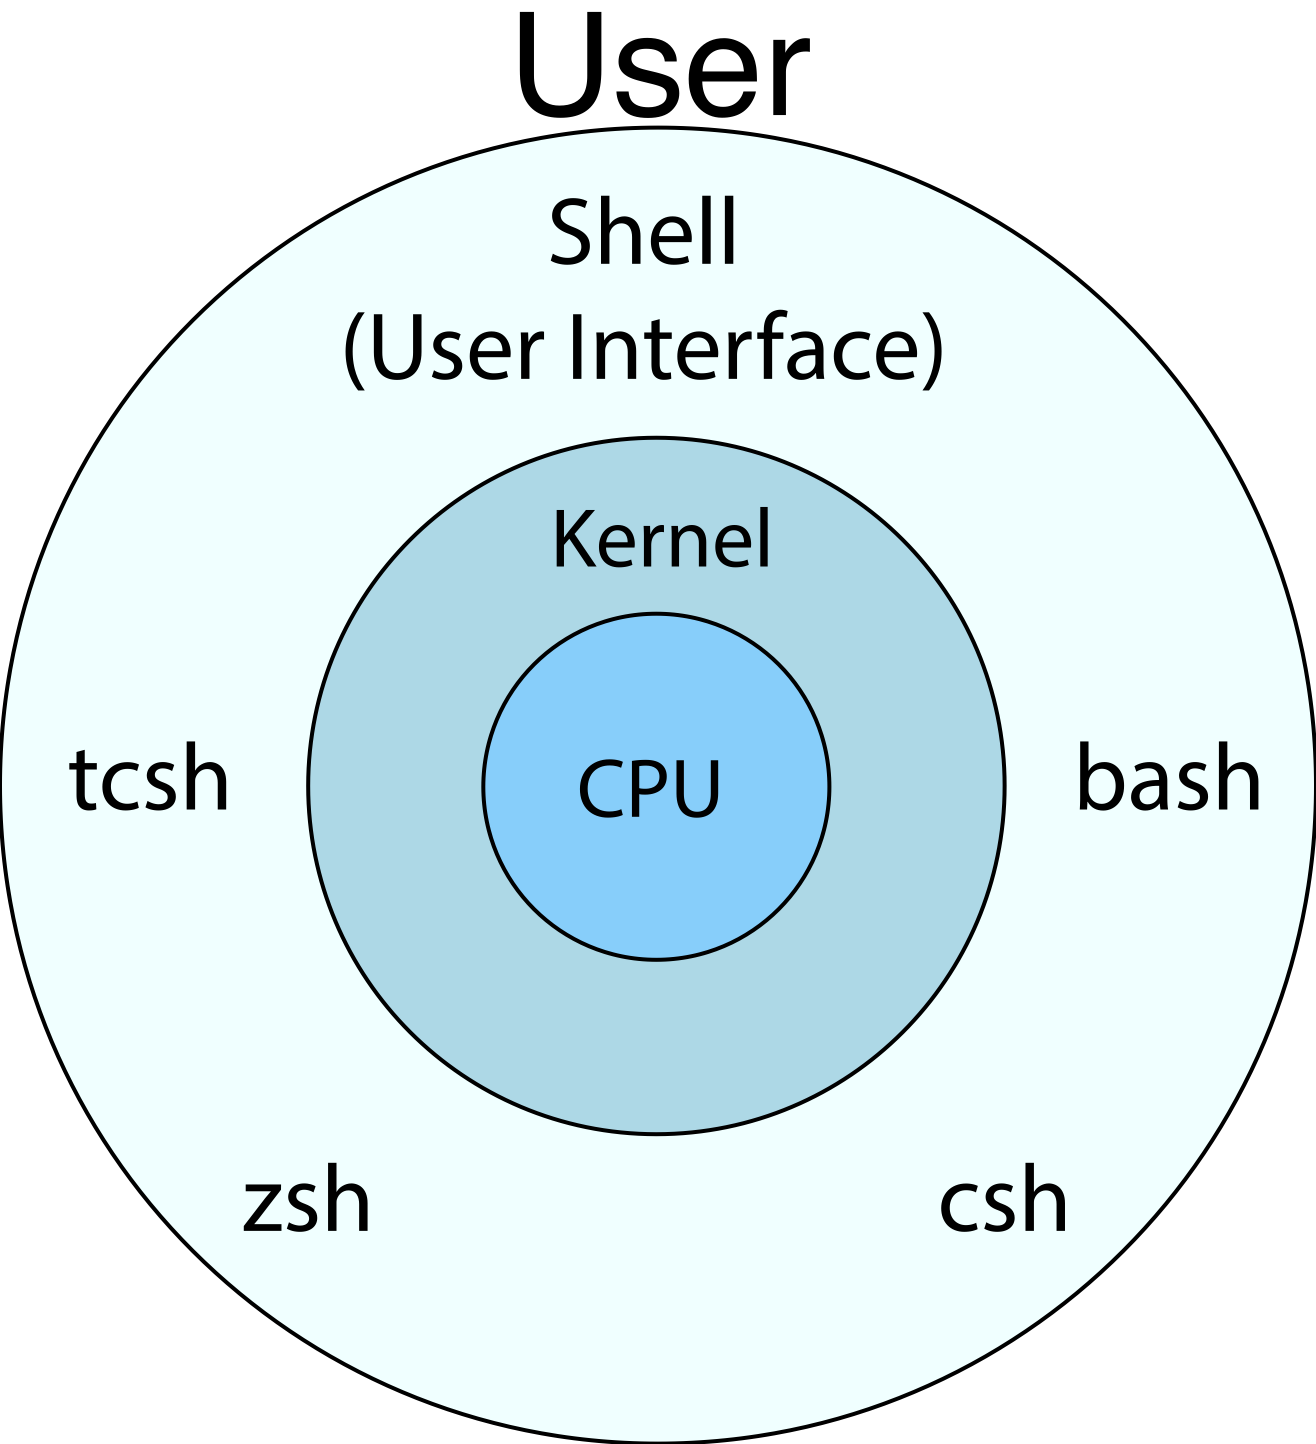 User
Shell
(User Interface)
Kernel
CPU
tcsh
bash
zsh
csh